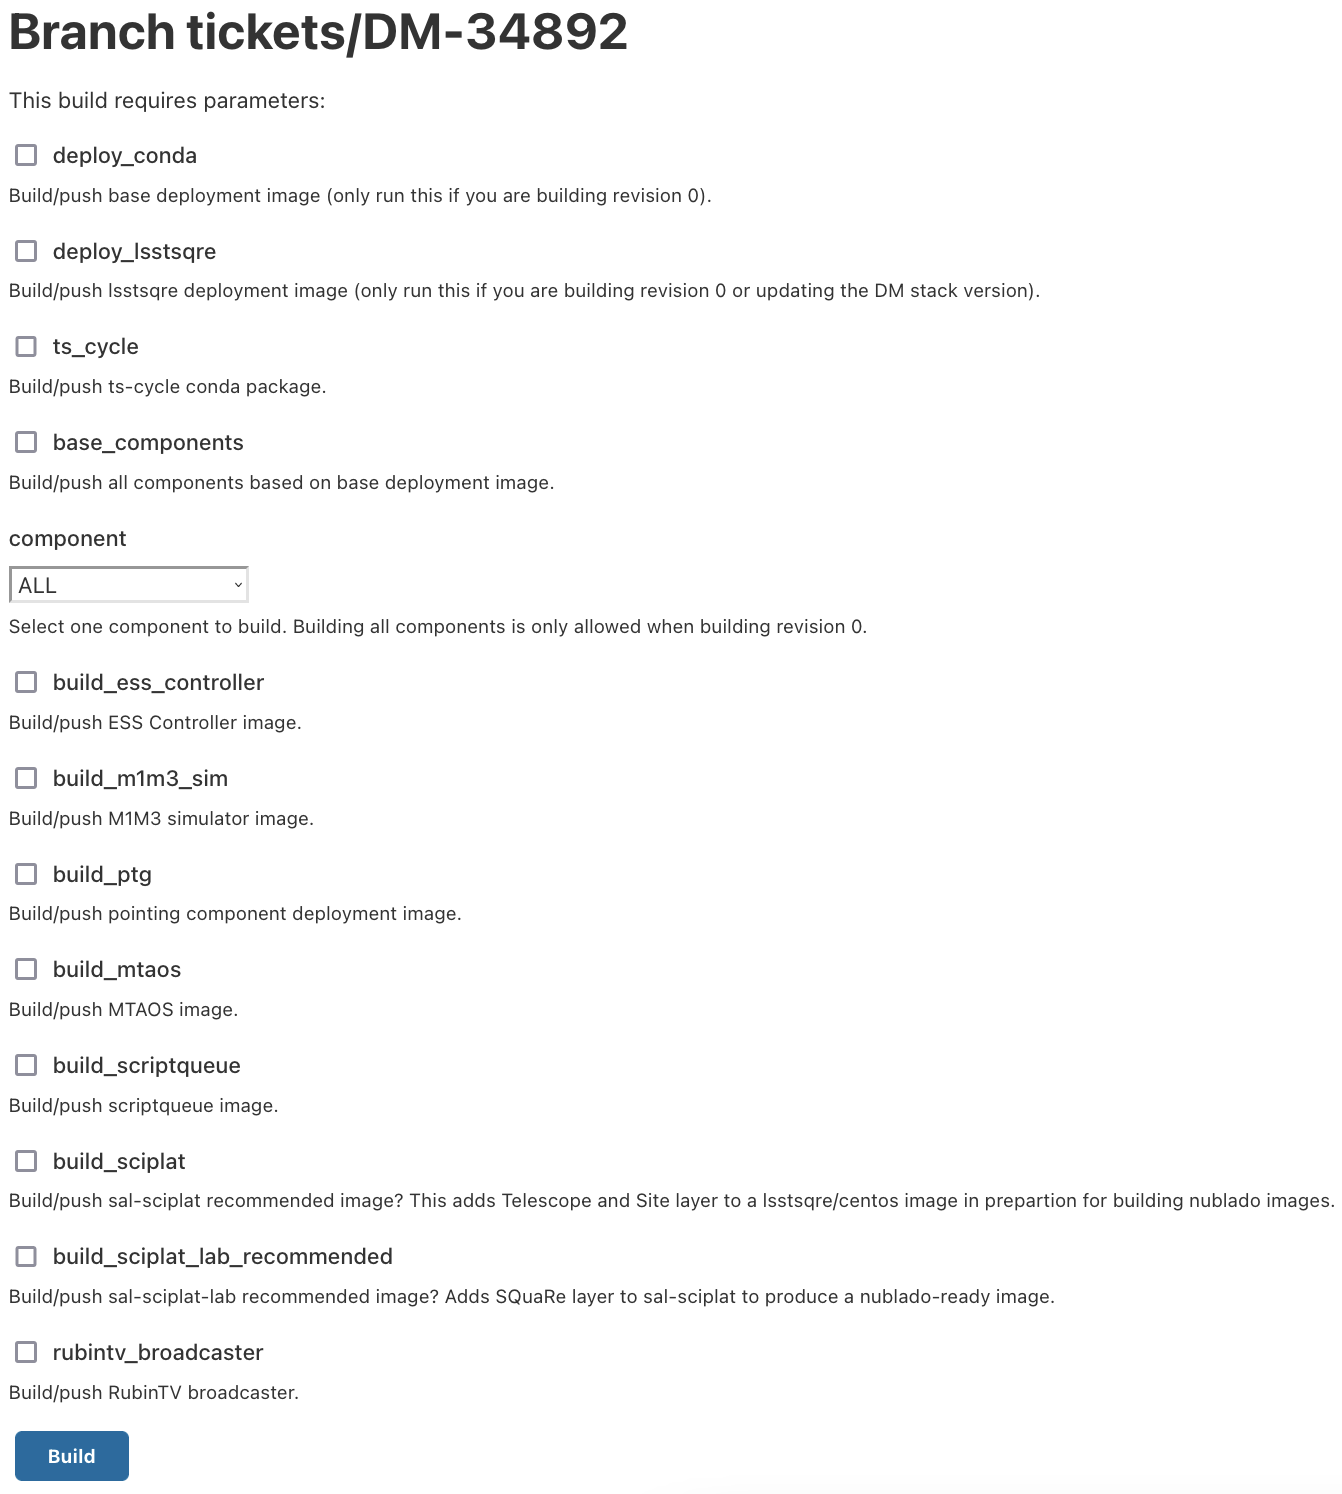 Branch tickets/DM-34892
This build requires parameters:
deploy_conda
Build/push base deployment image (only run this if you are building revision 0).
deploy_lsstsqre
Build/push lsstsqre deployment image (only run this if you are building revision 0 or updating the DM stack version).
ts_cycle
Build/push ts-cycle conda package.
base_components
Build/push all components based on base deployment image.
component
ALL
Select one component to build. Building all components is only allowed when building revision 0.
build_ess_controller
Build/push ESS Controller image.
build_m1m3_sim
Build/push M1M3 simulator image.
build_ptg
Build/push pointing component deployment image.
build_mtaos
Build/push MTAOS image.
build_scriptqueue
Build/push scriptqueue image.
build_sciplat
Build/push sal-sciplat recommended image? This adds Telescope and Site layer to a lsstsqre/centos image in prepartion for building nublado images.
build_sciplat_lab_recommended
Build/push sal-sciplat-lab recommended image? Adds SQuaRe layer to sal-sciplat to produce a nublado-ready image.
rubintv_broadcaster
Build/push RubinTV broadcaster.
Build